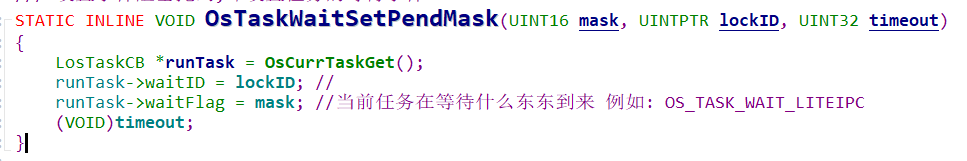 STATIC INLINE VOID OsTaskWaitSetPendMask(UINT16 mask, UINTPTR lockID, UINT32 timeout)
{
    LosTaskCB *runTask = OsCurrTaskGet();
    runTask->waitID = lockID; //
    runTask->waitFlag = mask; //当前任务在等待什么东东到来 例如: OS_TASK_WAIT_LITEIPC
    (VOID)timeout;
}